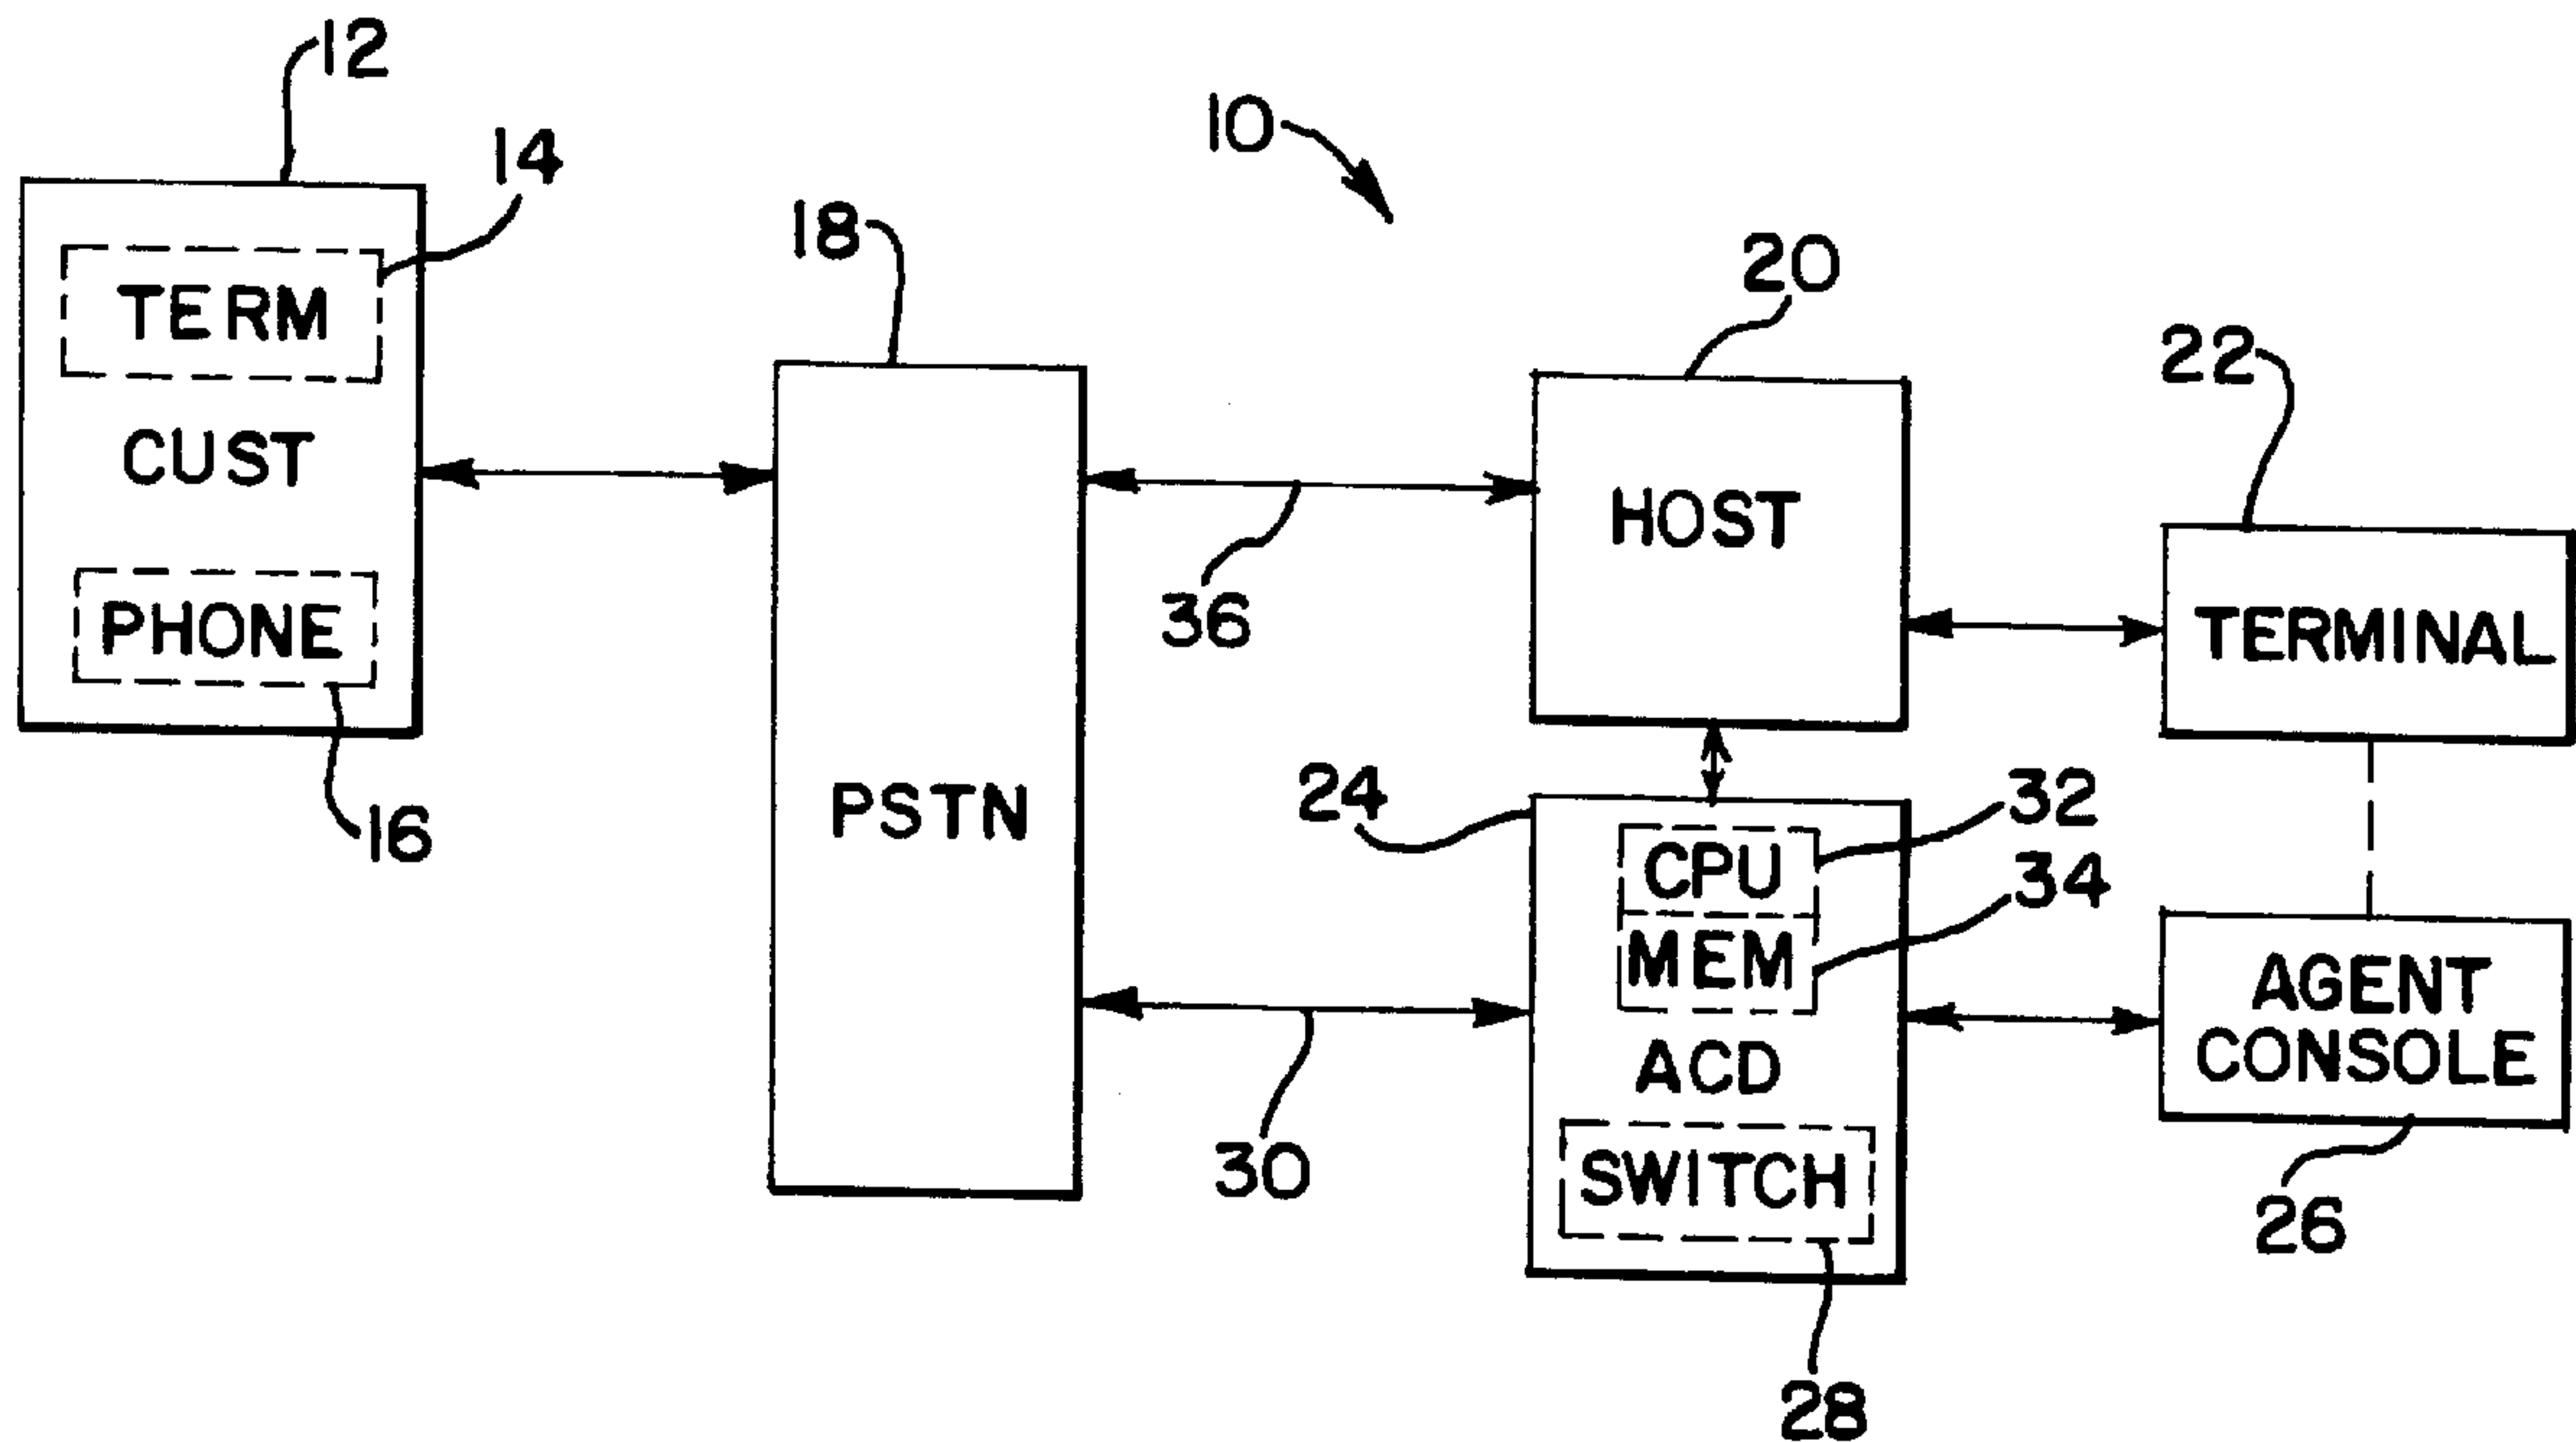 12
14
10
18
20
22
TERM
CUST
PHONE
16
HOST
36
TERMINAL
PSTN
24
32
34
CPU
MEM
ACD
SWITCH
AGENT
CONSOLE
30
26
28